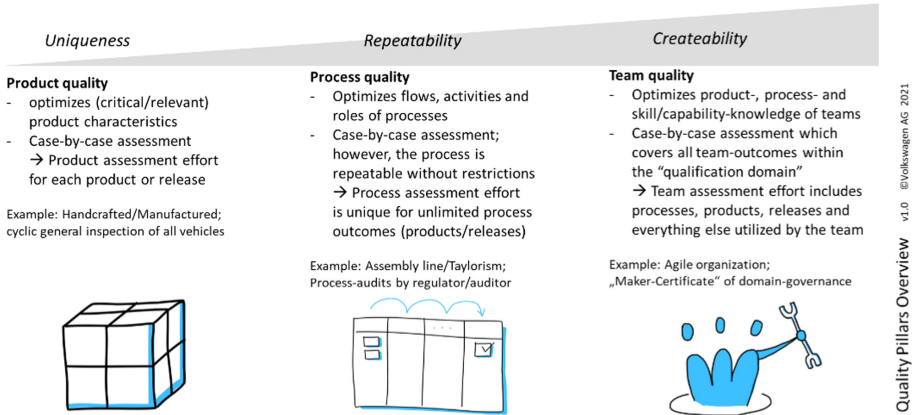 Uniqueness
Product quality
- optimizes (critical/relevant)
product characteristics
- Case-by-case assessment
→ Product assessment effort
for each product or release
Example: Handcrafted/Manufactured;
cyclic general inspection of all vehicles
Repeatability
Process quality
- Optimizes flows, activities and
roles of processes
- Case-by-case assessment;
however, the process is
repeatable without restrictions
→ Process assessment effort
is unique for unlimited process
outcomes (products/releases)
Example: Assembly line/Taylorism;
Process-audits by regulator/auditor
Createability
Team quality
- Optimizes product-, process- and
skill/capability-knowledge of teams
- Case-by-case assessment which
covers all team-outcomes within
the “qualification domain”
→ Team assessment effort includes
processes, products, releases and
everything else utilized by the team
Example: Agile organization;
„Maker-Certificate“ of domain-governance
Quality Pillars Overview v1.0 ©Volkswagen AG 2021